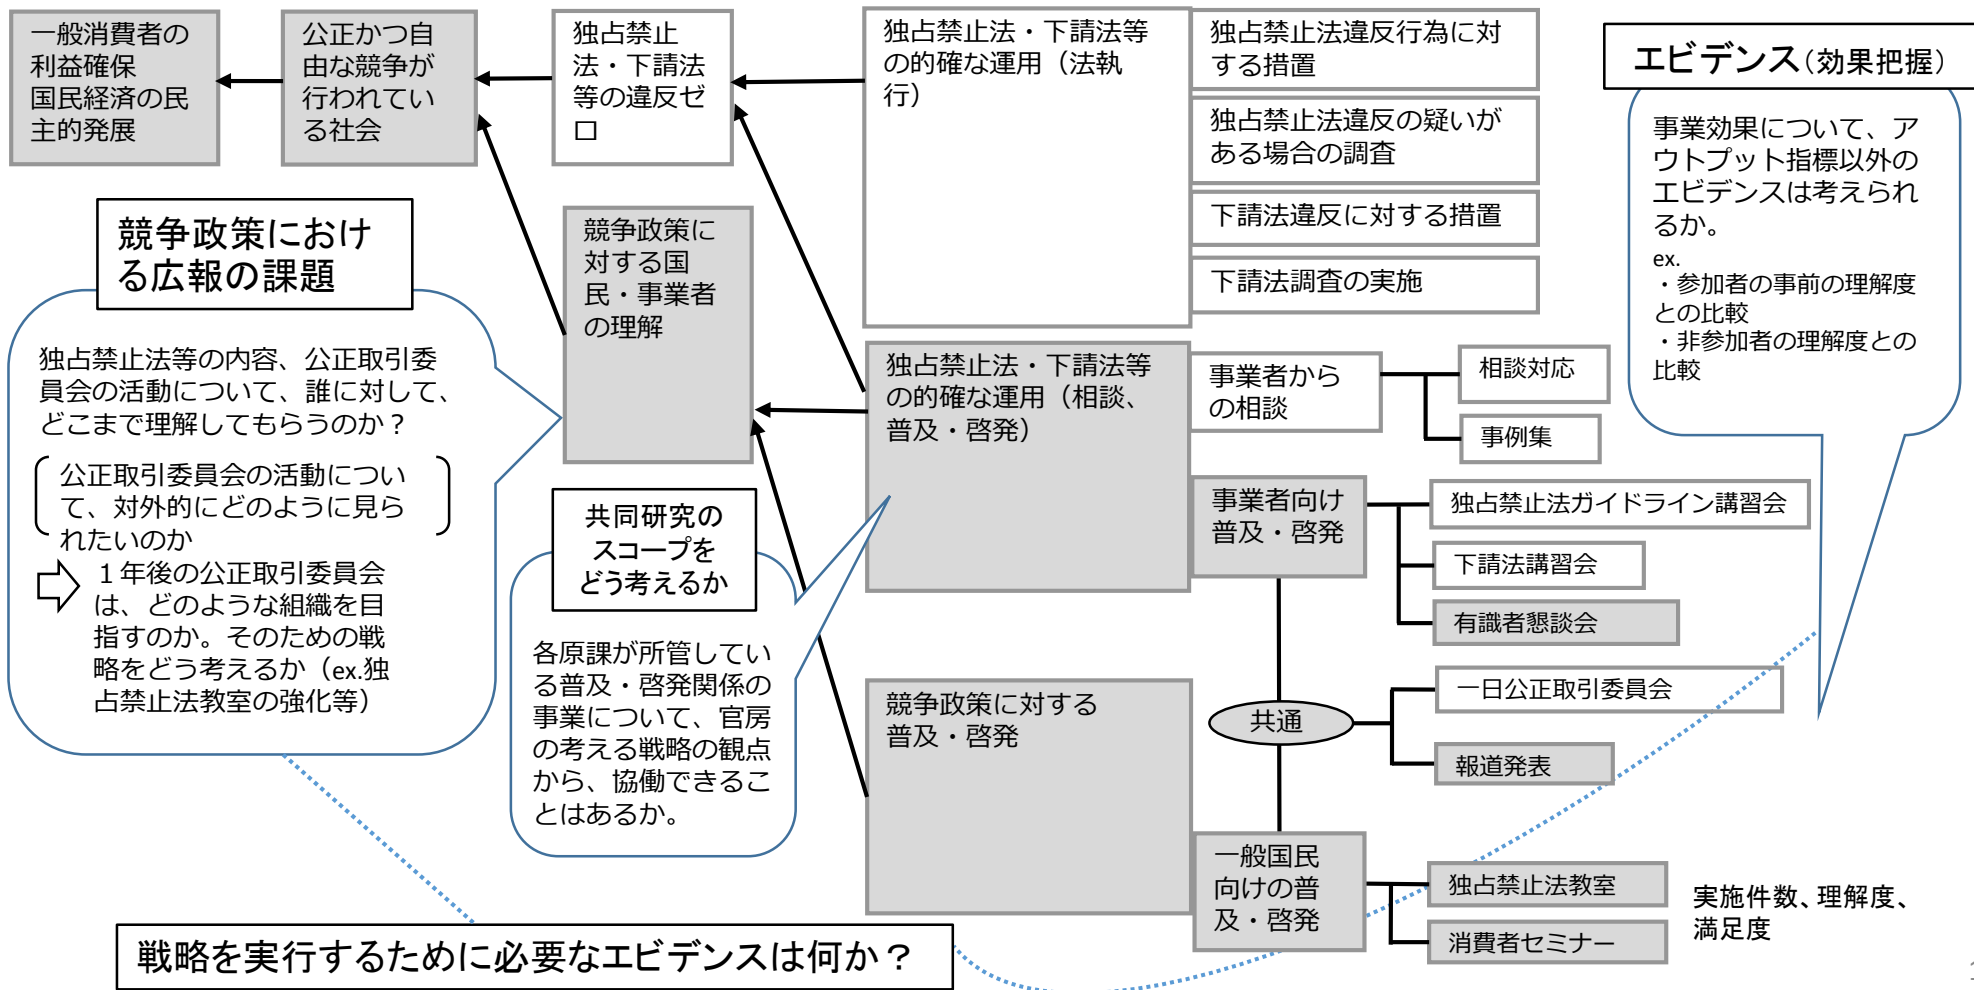 一般消費者の
利益確保
国民経済の民
主的発展
公正かつ自
由な競争が
行われてい
る社会
独占禁止
法・下請法
等の違反ゼ
ロ
独占禁止法・下請法等
の的確な運用（法執
行）
独占禁止法違反行為に対
する措置
独占禁止法違反の疑いが
ある場合の調査
下請法違反に対する措置
下請法調査の実施
エビデンス（効果把握）
事業効果について、ア
ウトプット指標以外の
エビデンスは考えられ
るか。
ex.
・参加者の事前の理解度
との比較
・非参加者の理解度との
比較
競争政策におけ
る広報の課題
独占禁止法等の内容、公正取引委
員会の活動について、誰に対して、
どこまで理解してもらうのか？
公正取引委員会の活動につい
て、対外的にどのように見ら
れたいのか
１年後の公正取引委員会
は、どのような組織を目
指すのか。そのための戦
略をどう考えるか（ex.独
占禁止法教室の強化等）
競争政策に
対する国
民・事業者
の理解
独占禁止法・下請法等
の的確な運用（相談、
普及・啓発）
事業者から
の相談
相談対応
事例集
共同研究の
スコープを
どう考えるか
各原課が所管してい
る普及・啓発関係の
事業について、官房
の考える戦略の観点
から、協働できるこ
とはあるか。
事業者向け
普及・啓発
独占禁止法ガイドライン講習会
下請法講習会
有識者懇談会
競争政策に対する
普及・啓発
共通
一日公正取引委員会
報道発表
一般国民
向けの普
及・啓発
独占禁止法教室
消費者セミナー
実施件数、理解度、
満足度
戦略を実行するために必要なエビデンスは何か？